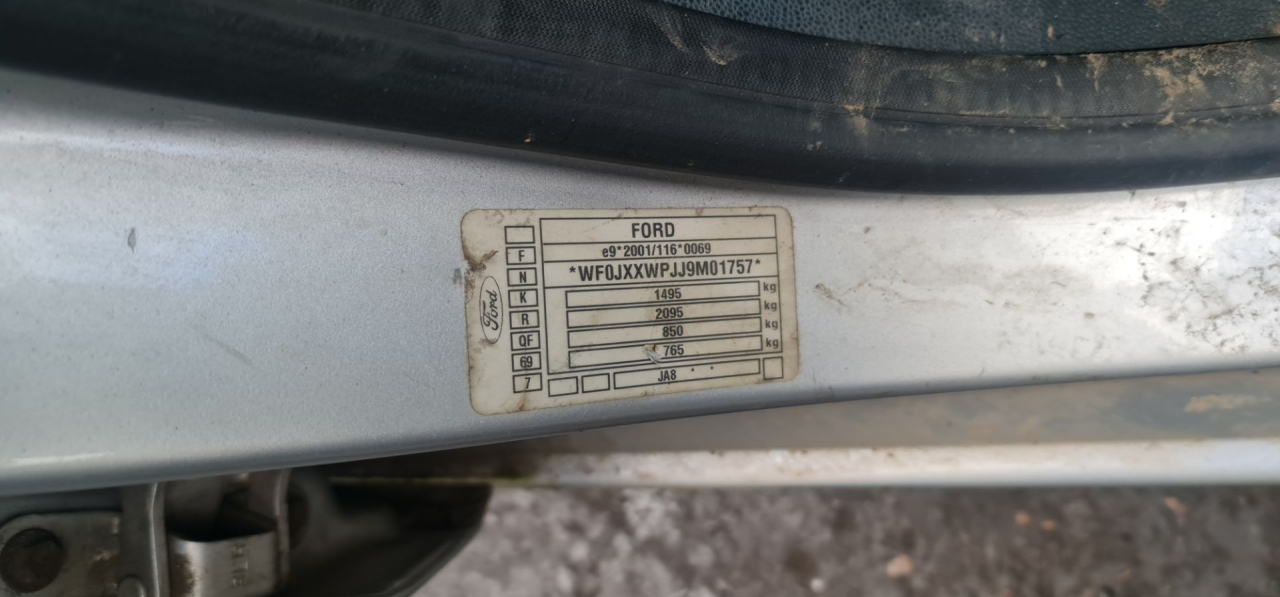 FORD
e9*2001/116*0069
*WF0JXXWPJJ9M01757*
F
N
K
R
QF
69
7
1495 kg
2095 kg
850 kg
765 kg
JA8
Ford